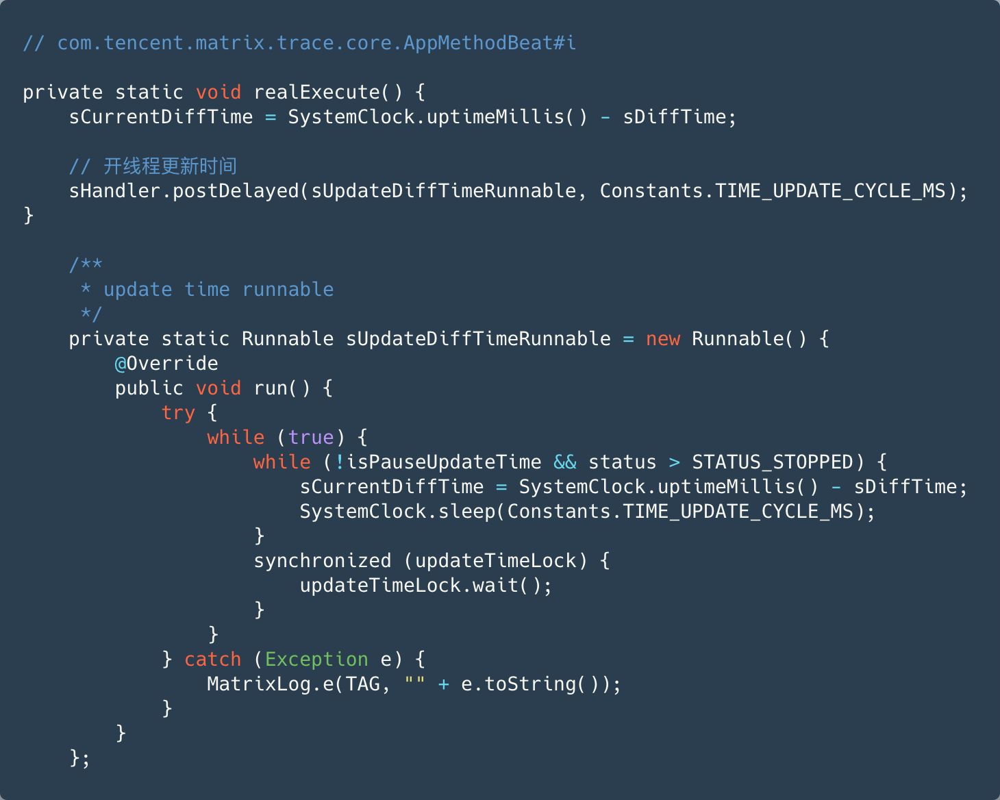 // com.tencent.matrix.trace.core.AppMethodBeat#i
private static void realExecute() {
    sCurrentDiffTime = SystemClock.uptimeMillis() - sDiffTime;
    // 开线程更新时间
    sHandler.postDelayed(sUpdateDiffTimeRunnable, Constants.TIME_UPDATE_CYCLE_MS);
}
    /**
     * update time runnable
     */
    private static Runnable sUpdateDiffTimeRunnable = new Runnable() {
        @Override
        public void run() {
            try {
                while (true) {
                    while (!isPauseUpdateTime && status > STATUS_STOPPED) {
                        sCurrentDiffTime = SystemClock.uptimeMillis() - sDiffTime;
                        SystemClock.sleep(Constants.TIME_UPDATE_CYCLE_MS);
                    }
                    synchronized (updateTimeLock) {
                        updateTimeLock.wait();
                    }
                }
            } catch (Exception e) {
                MatrixLog.e(TAG, "" + e.toString());
            }
        }
    };